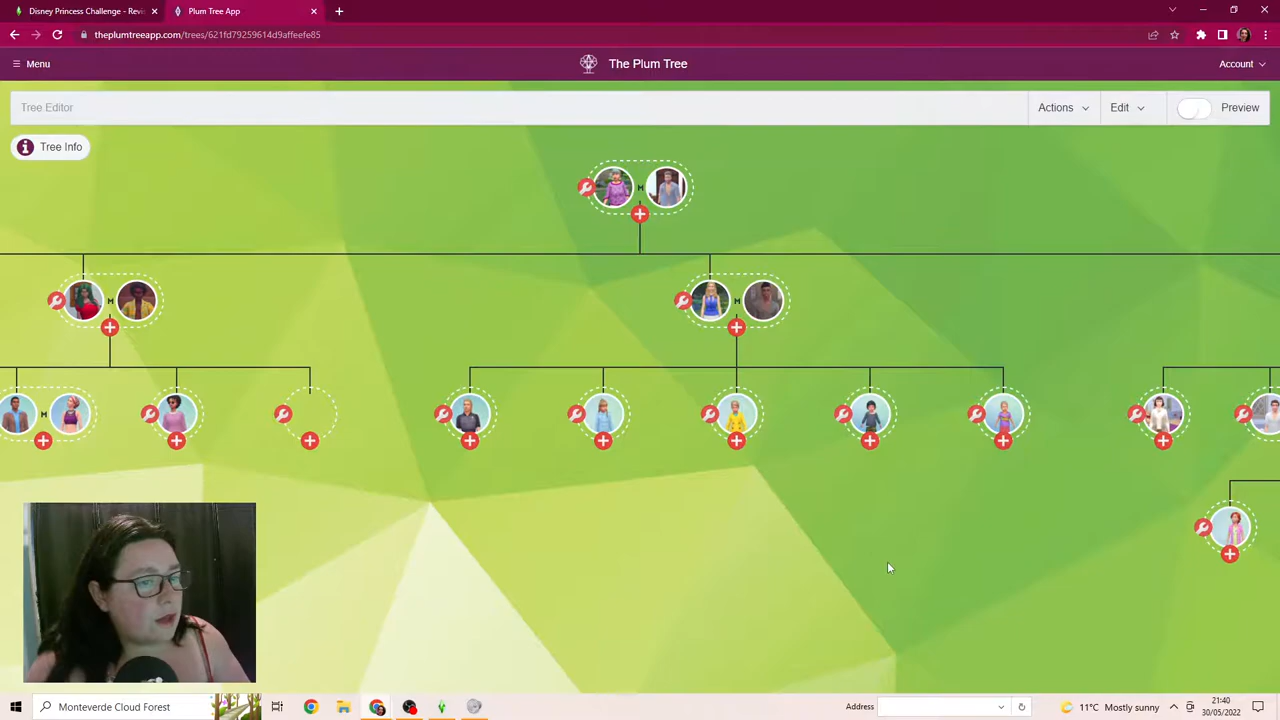 Disney Princess Challenge - Revi
Plum Tree App
theplumtreeapp.com/trees/621fd79259614d9affeefe85
Menu
The Plum Tree
Account
Tree Editor
Actions
Edit
Preview
Tree Info
M
M
M
M
Monteverde Cloud Forest
Address
11°C Mostly sunny
21:40
30/05/2022